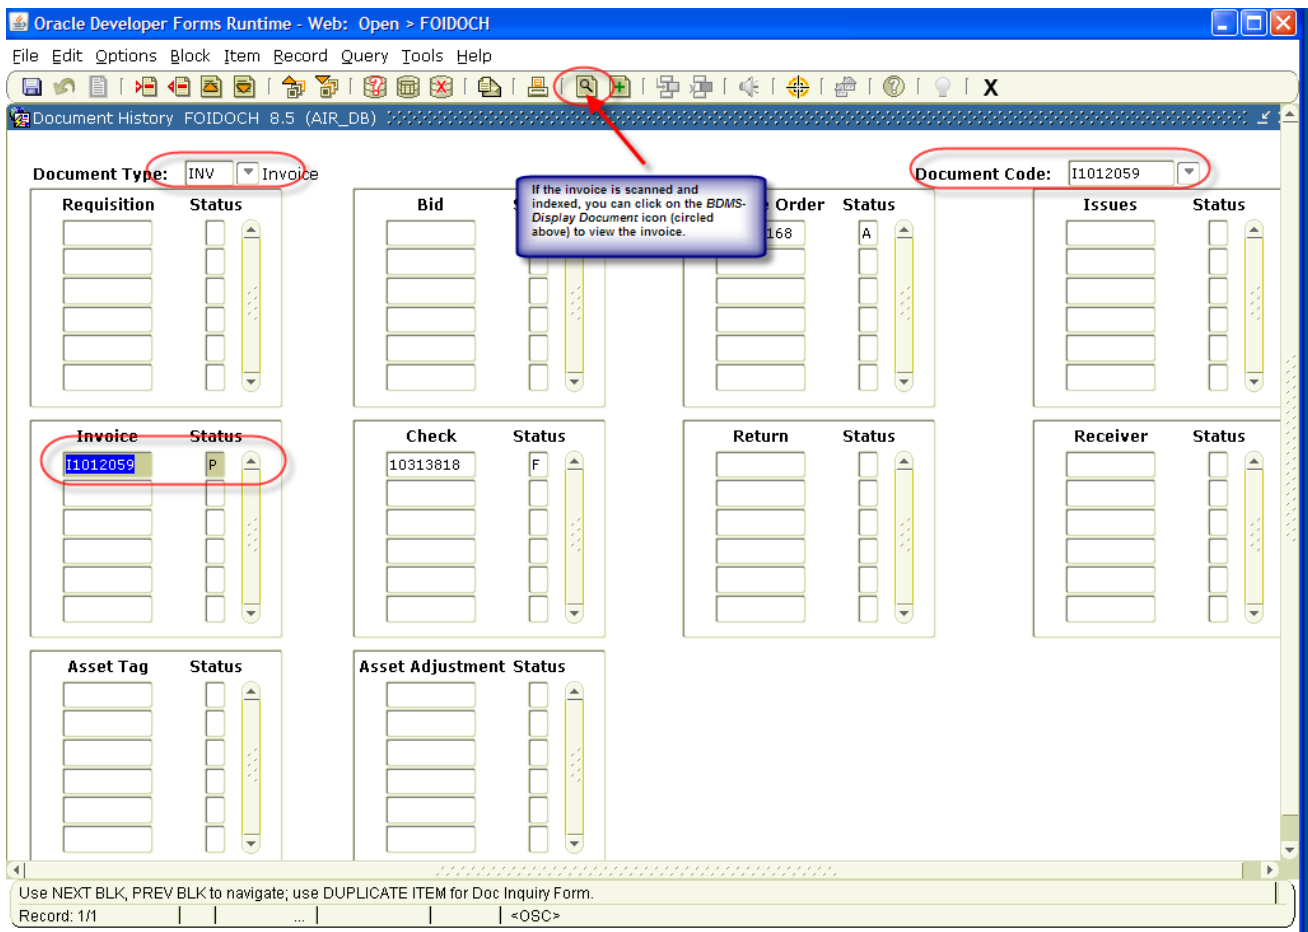 Oracle Developer Forms Runtime - Web: Open > FOIDOCH
File Edit Options Block Item Record Query Tools Help
X
Document History FOIDOCH 8.5 (AIR_DB)
Document Type: INV Invoice Document Code: I1012059
If the invoice is scanned and
indexed, you can click on the BDMS-
Display Document icon (circled
above) to view the invoice.
Requisition Status Bid Order Status Issues Status
168 A
Invoice Status Check Status Return Status Receiver Status
I1012059 P 10313818 F
Asset Tag Status Asset Adjustment Status
Use NEXT BLK, PREV BLK to navigate; use DUPLICATE ITEM for Doc Inquiry Form.
Record: 1/1 ... <OSC>